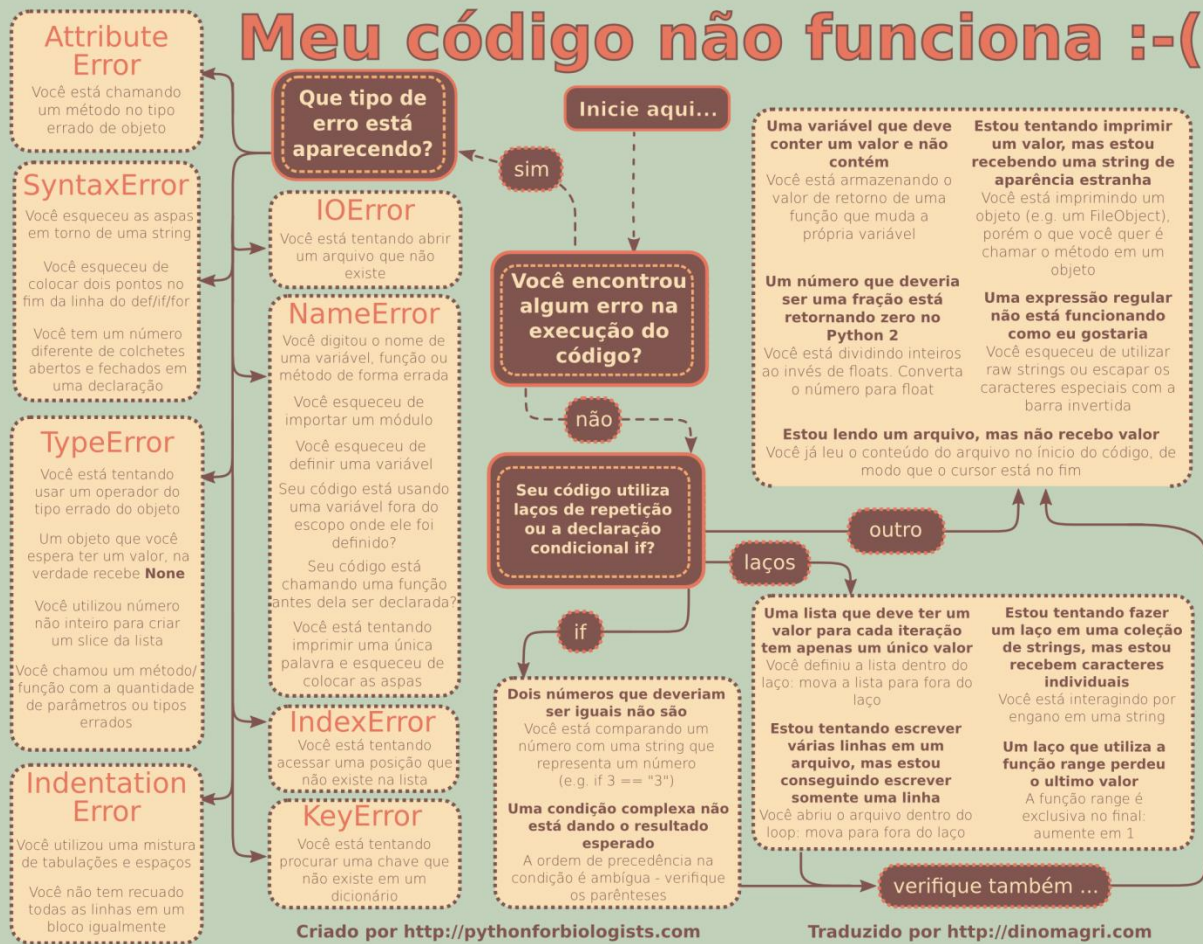 Meu código não funciona :-(
Inicie aqui...
Você encontrou
algum erro na
execução do
código?
sim
Que tipo de
erro está
aparecendo?
Attribute
Error
Você está chamando
um método no tipo
errado de objeto
SyntaxError
Você esqueceu as aspas
em torno de uma string
Você esqueceu de
colocar dois pontos no
fim da linha do def/if/for
Você tem um número
diferente de colchetes
abertos e fechados em
uma declaração
TypeError
Você está tentando
usar um operador do
tipo errado do objeto
Um objeto que você
espera ter um valor, na
verdade recebe None
Você utilizou número
não inteiro para criar
um slice da lista
Você chamou um método/
função com a quantidade
de parâmetros ou tipos
errados
Indentation
Error
Você utilizou uma mistura
de tabulações e espaços
Você não tem recuado
todas as linhas em um
bloco igualmente
IOError
Você está tentando abrir
um arquivo que não
existe
NameError
Você digitou o nome de
uma variável, função ou
método de forma errada
Você esqueceu de
importar um módulo
Você esqueceu de
definir uma variável
Seu código está usando
uma variável fora do
escopo onde ele foi
definido?
Seu código está
chamando uma função
antes dela ser declarada?
Você está tentando
imprimir uma única
palavra e esqueceu de
colocar as aspas
IndexError
Você está tentando
acessar uma posição que
não existe na lista
KeyError
Você está tentando
procurar uma chave que
não existe em um
dicionário
não
Seu código utiliza
laços de repetição
ou a declaração
condicional if?
if
Dois números que deveriam
ser iguais não são
Você está comparando um
número com uma string que
representa um número
(e.g. if 3 == "3")
Uma condição complexa não
está dando o resultado
esperado
A ordem de precedência na
condição é ambígua - verifique
os parênteses
laços
Uma lista que deve ter um
valor para cada iteração
tem apenas um único valor
Você definiu a lista dentro do
laço: mova a lista para fora do
laço
Estou tentando escrever
várias linhas em um
arquivo, mas estou
conseguindo escrever
somente uma linha
Você abriu o arquivo dentro do
loop: mova para fora do laço
Estou tentando fazer
um laço em uma coleção
de strings, mas estou
recebem caracteres
individuais
Você está interagindo por
engano em uma string
Um laço que utiliza a
função range perdeu
o ultimo valor
A função range é
exclusiva no final:
aumente em 1
verifique também ...
outro
Uma variável que deve
conter um valor e não
contém
Você está armazenando o
valor de retorno de uma
função que muda a
própria variável
Um número que deveria
ser uma fração está
retornando zero no
Python 2
Você está dividindo inteiros
ao invés de floats. Converta
o número para float
Estou tentando imprimir
um valor, mas estou
recebendo uma string de
aparência estranha
Você está imprimindo um
objeto (e.g. um FileObject),
porém o que você quer é
chamar o método em um
objeto
Uma expressão regular
não está funcionando
como eu gostaria
Você esqueceu de utilizar
raw strings ou escapar os
caracteres especiais com a
barra invertida
Estou lendo um arquivo, mas não recebo valor
Você já leu o conteúdo do arquivo no ínicio do código, de
modo que o cursor está no fim
Criado por http://pythonforbiologists.com
Traduzido por http://dinomagri.com